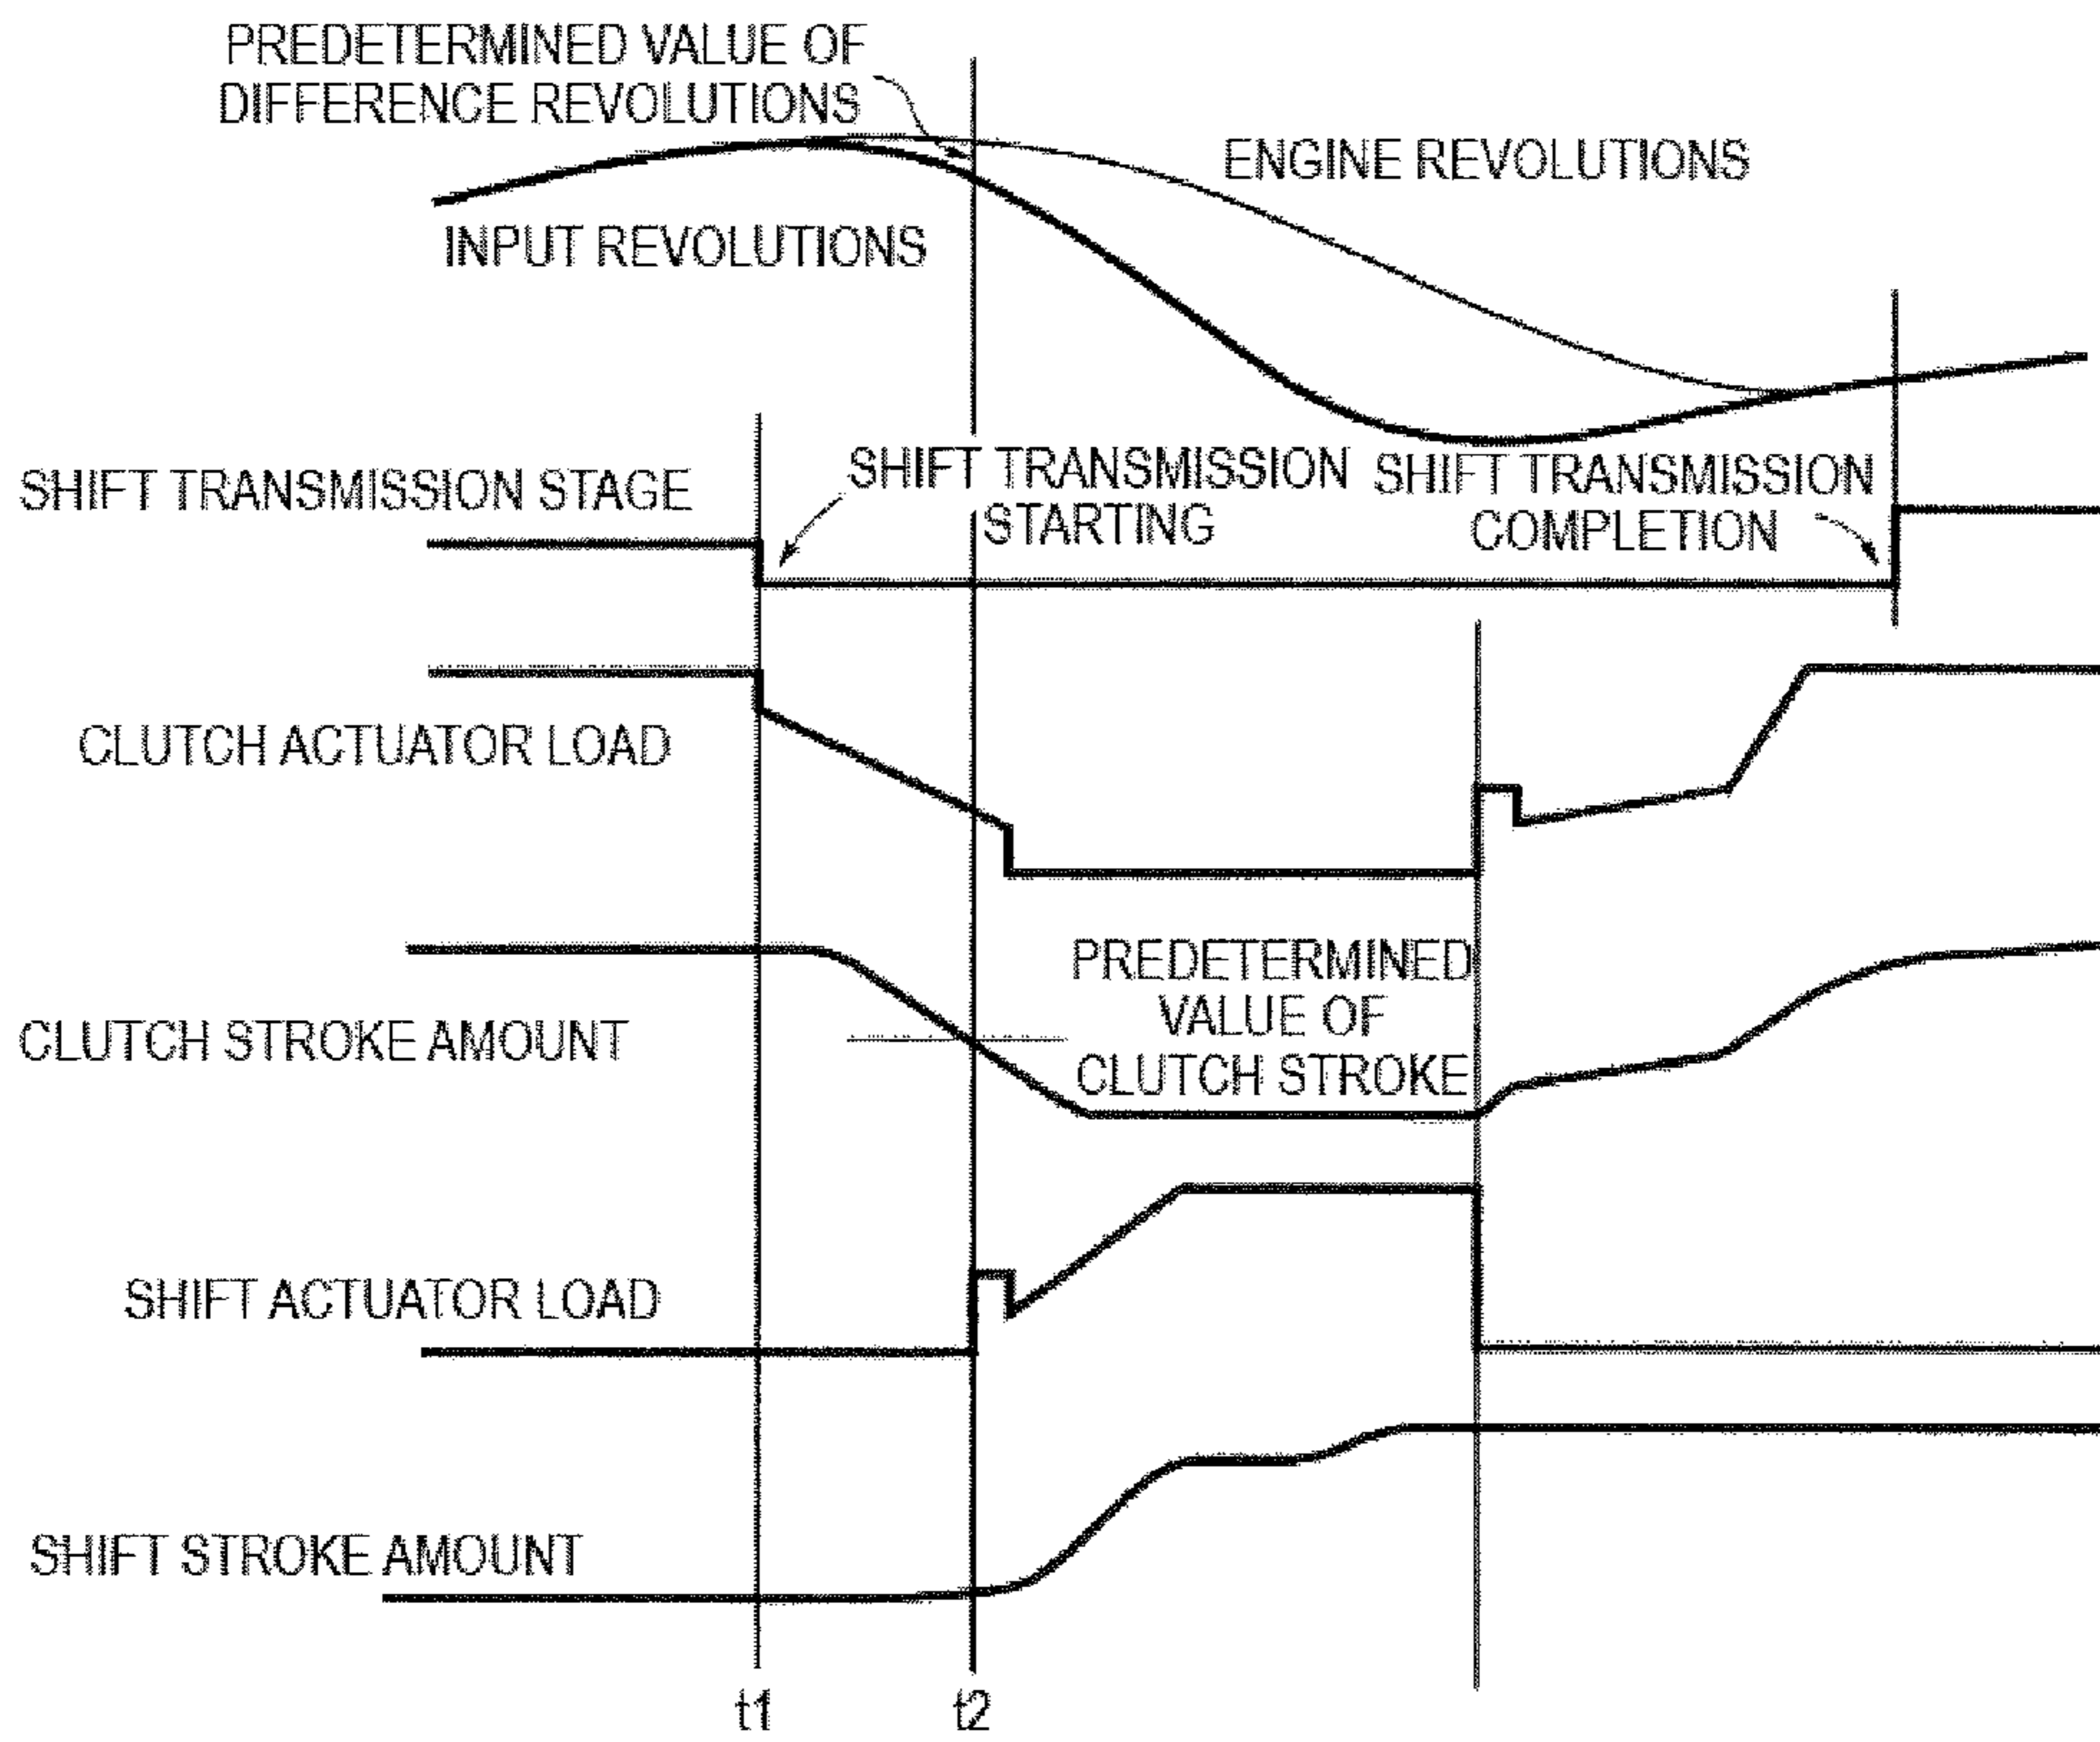 PREDETERMINED VALUE OF
DIFFERENCE REVOLUTIONS
ENGINE REVOLUTIONS
INPUT REVOLUTIONS
SHIFT TRANSMISSION STAGE
SHIFT TRANSMISSION
STARTING
SHIFT TRANSMISSION
COMPLETION
CLUTCH ACTUATOR LOAD
PREDETERMINED
VALUE OF
CLUTCH STROKE
CLUTCH STROKE AMOUNT
SHIFT ACTUATOR LOAD
SHIFT STROKE AMOUNT
t1
t2